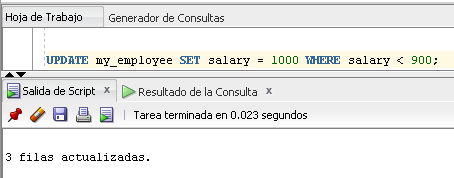 Hoja de Trabajo Generador de Consultas
UPDATE my_employee SET salary = 1000 WHERE salary < 900;
Salida de Script x Resultado de la Consulta x
Tarea terminada en 0.023 segundos
3 filas actualizadas.